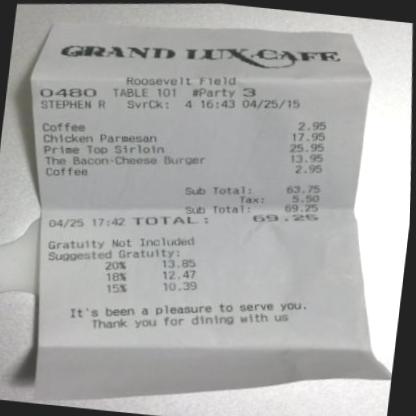 GRAND LUX CAFE
Roosevelt Field
0480 TABLE 101 #Party 3
STEPHEN R SvrCk: 4 16:43 04/25/15
Coffee 2.95
Chicken Parmesan 17.95
Prime Top Sirloin 25.95
The Bacon-Cheese Burger 13.95
Coffee 2.95
Sub Total: 63.75
Tax: 5.50
Sub Total: 69.25
04/25 17:42 TOTAL: 69.25
Gratuity Not Included
Suggested Gratuity:
20% 13.85
18% 12.47
15% 10.39
It's been a pleasure to serve you.
Thank you for dining with us